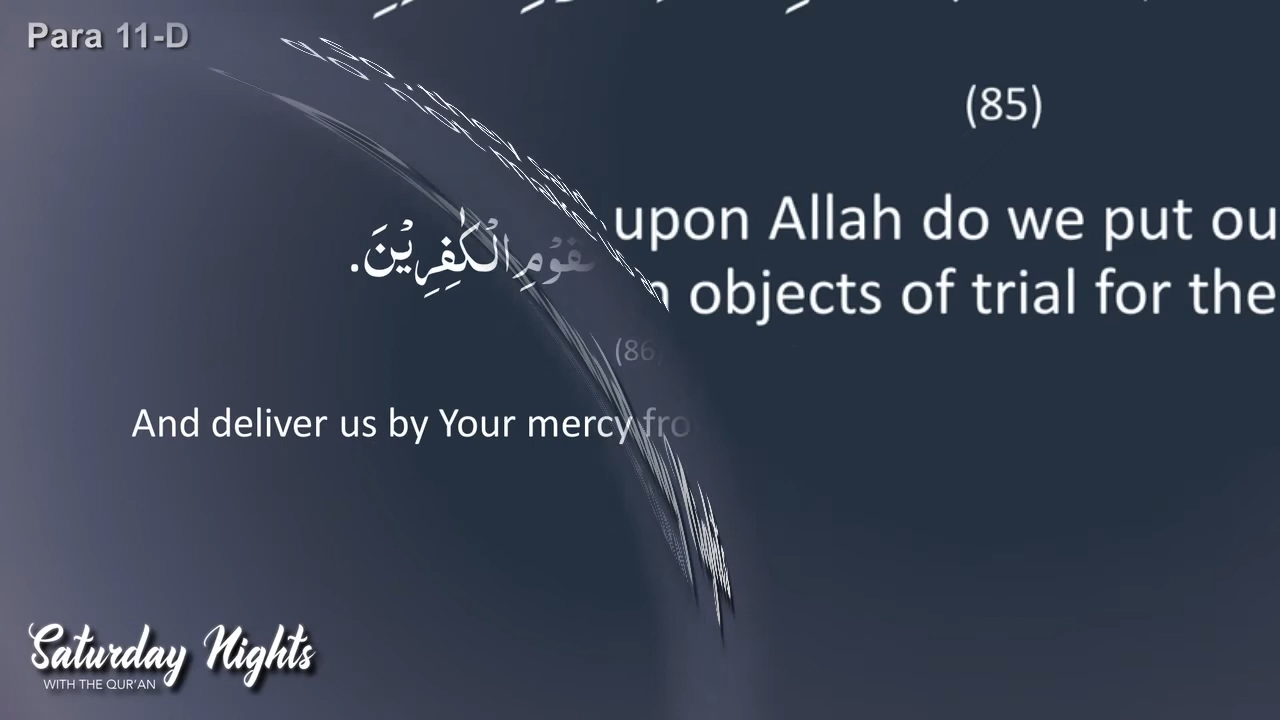 Para 11-D
(85)
upon Allah do we put ou
objects of trial for the
الْكٰفِرِيْنَ.
(86)
And deliver us by Your mercy fro
Saturday Nights
WITH THE QUR'AN